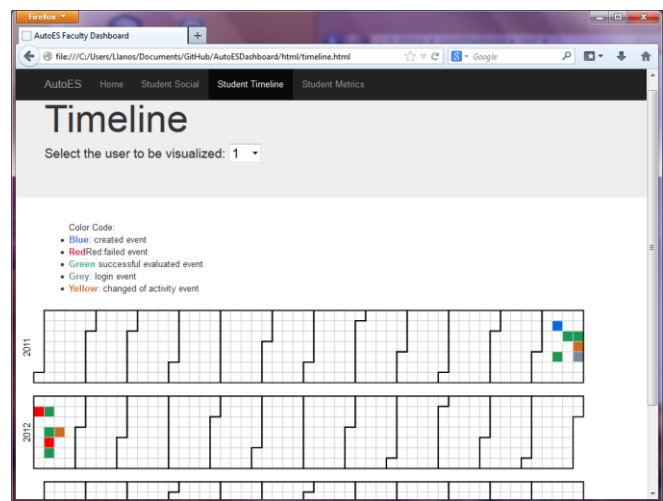 Firefox
AutoES Faculty Dashboard
file:///C:/Users/Llanos/Documents/GitHub/AutoESDashboard/html/timeline.html
Google
AutoES Home Student Social Student Timeline Student Metrics
Timeline
Select the user to be visualized: 1
Color Code:
• Blue: created event
• RedRed:failed event
• Green successful evaluated event
• Grey: login event
• Yellow: changed of activity event
2011
2012